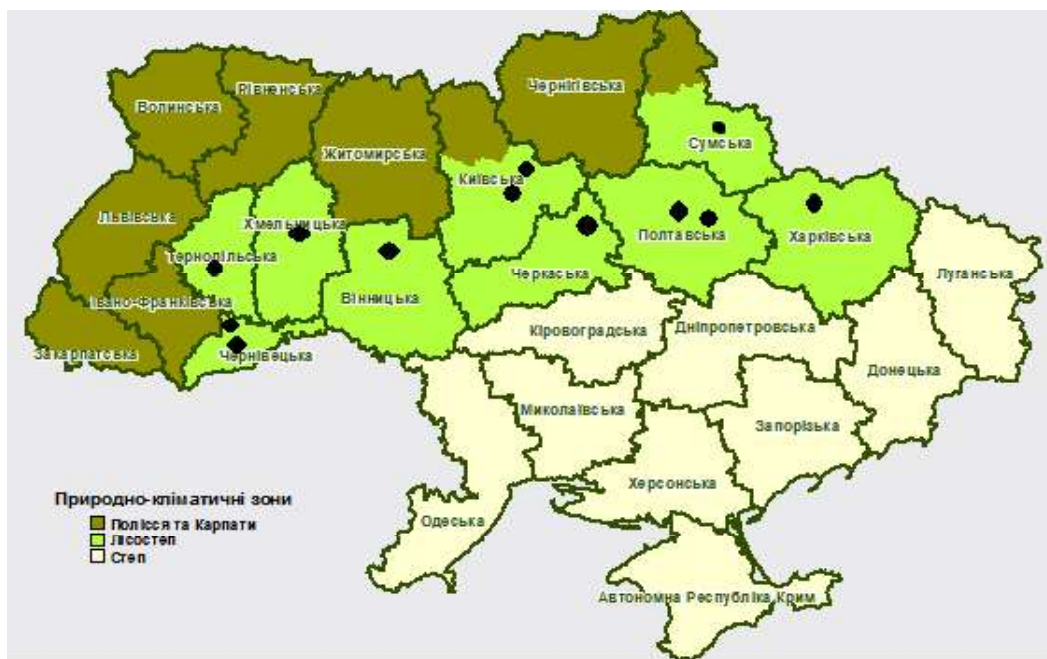 Рівненська
Чернігівська
Волинська
Сумська
Житомирська
Київська
Львівська
Хмельницька
Полтавська
Харківська
Тернопільська
Черкаська
Луганська
Вінницька
Івано-Франківська
Кіровоградська
Дніпропетровська
Закарпатська
Чернівецька
Донецька
Миколаївська
Запорізька
Херсонська
Одеська
Автономна Республіка Крим
Природно-кліматичні зони
Полісся та Карпати
Лісостеп
Степ